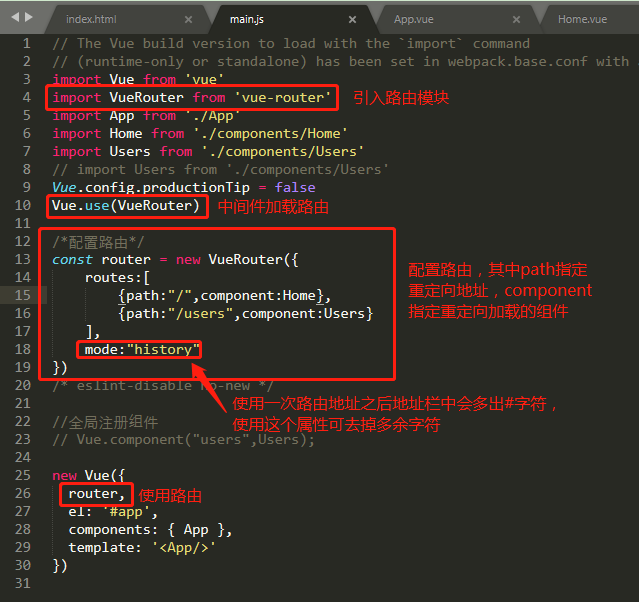 index.html × main.js × App.vue × Home.vue
1 // The Vue build version to load with the `import` command
2 // (runtime-only or standalone) has been set in webpack.base.conf with
3 import Vue from 'vue'
4 import VueRouter from 'vue-router' 引入路由模块
5 import App from './App'
6 import Home from './components/Home'
7 import Users from './components/Users'
8 // import Users from './components/Users'
9 Vue.config.productionTip = false
10 Vue.use(VueRouter) 中间件加载路由
11
12 /*配置路由*/
13 const router = new VueRouter({
配置路由，其中path指定
14 routes:[
重定向地址，component
15 {path:"/",component:Home},
指定重定向加载的组件
16 {path:"/users",component:Users}
17 ],
18 mode:"history"
19 })
20 /* eslint-disable no-new */
21 使用一次路由地址之后地址栏中会多出#字符，
22 //全局注册组件 使用这个属性可去掉多余字符
23 // Vue.component("users",Users);
24
25 new Vue({
26 router, 使用路由
27 el: '#app',
28 components: { App },
29 template: '<App/>'
30 })
31